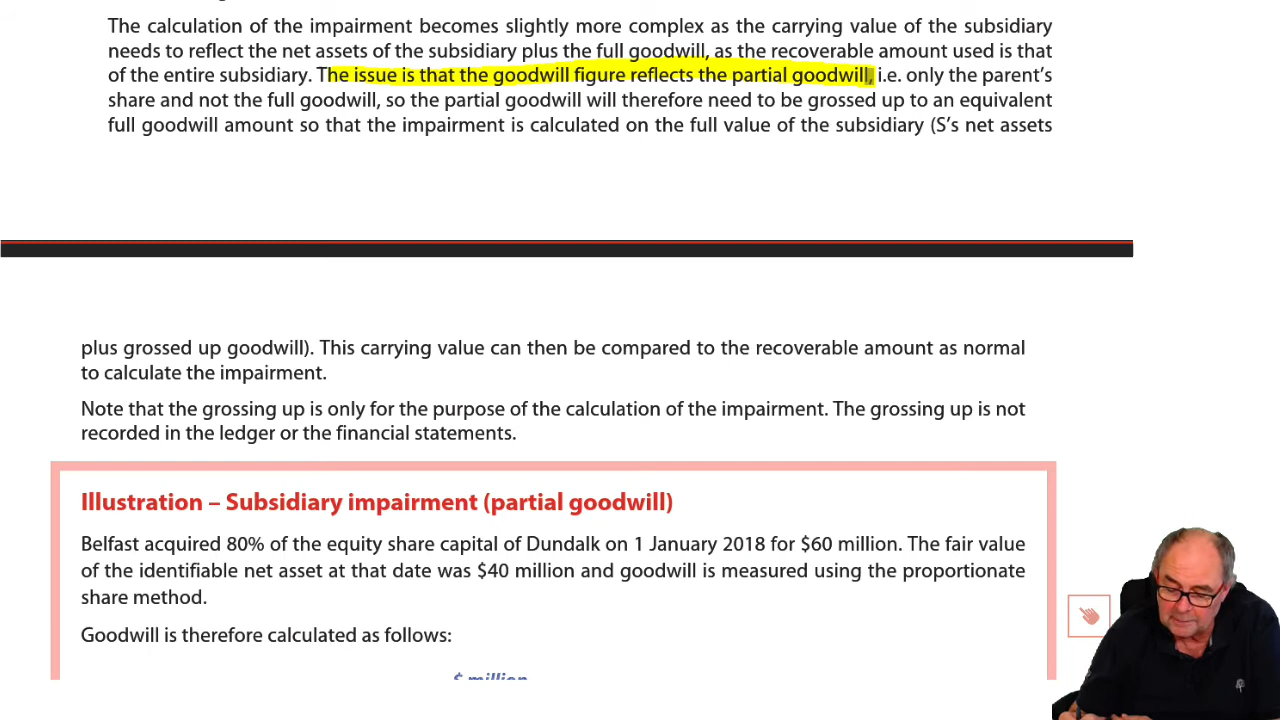 The calculation of the impairment becomes slightly more complex as the carrying value of the subsidiary
needs to reflect the net assets of the subsidiary plus the full goodwill, as the recoverable amount used is that
of the entire subsidiary. The issue is that the goodwill figure reflects the partial goodwill, i.e. only the parent's
share and not the full goodwill, so the partial goodwill will therefore need to be grossed up to an equivalent
full goodwill amount so that the impairment is calculated on the full value of the subsidiary (S's net assets
plus grossed up goodwill). This carrying value can then be compared to the recoverable amount as normal
to calculate the impairment.
Note that the grossing up is only for the purpose of the calculation of the impairment. The grossing up is not
recorded in the ledger or the financial statements.
Illustration – Subsidiary impairment (partial goodwill)
Belfast acquired 80% of the equity share capital of Dundalk on 1 January 2018 for $60 million. The fair value
of the identifiable net asset at that date was $40 million and goodwill is measured using the proportionate
share method.
Goodwill is therefore calculated as follows:
$ million